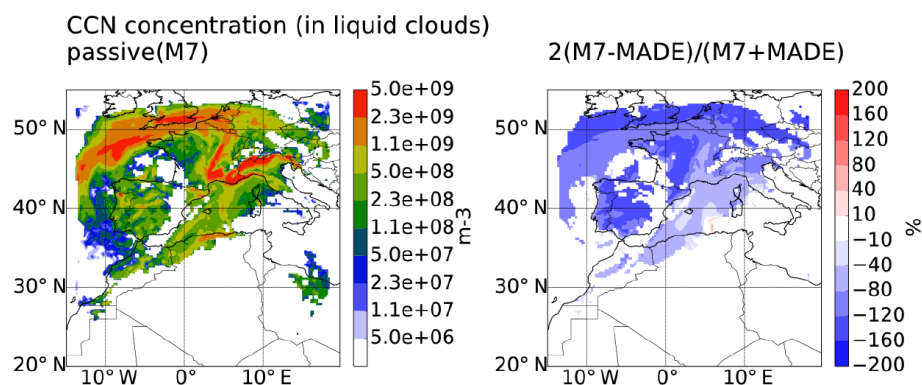 CCN concentration (in liquid clouds)
passive(M7)
2(M7-MADE)/(M7+MADE)
50° N
40° N
30° N
20° N
10° W
0°
10° E
5.0e+09
2.3e+09
1.1e+09
5.0e+08
2.3e+08
1.1e+08
5.0e+07
2.3e+07
1.1e+07
5.0e+06
m-3
50° N
40° N
30° N
20° N
10° W
0°
10° E
200
160
120
80
40
10
−10
−40
−80
−120
−160
−200
%